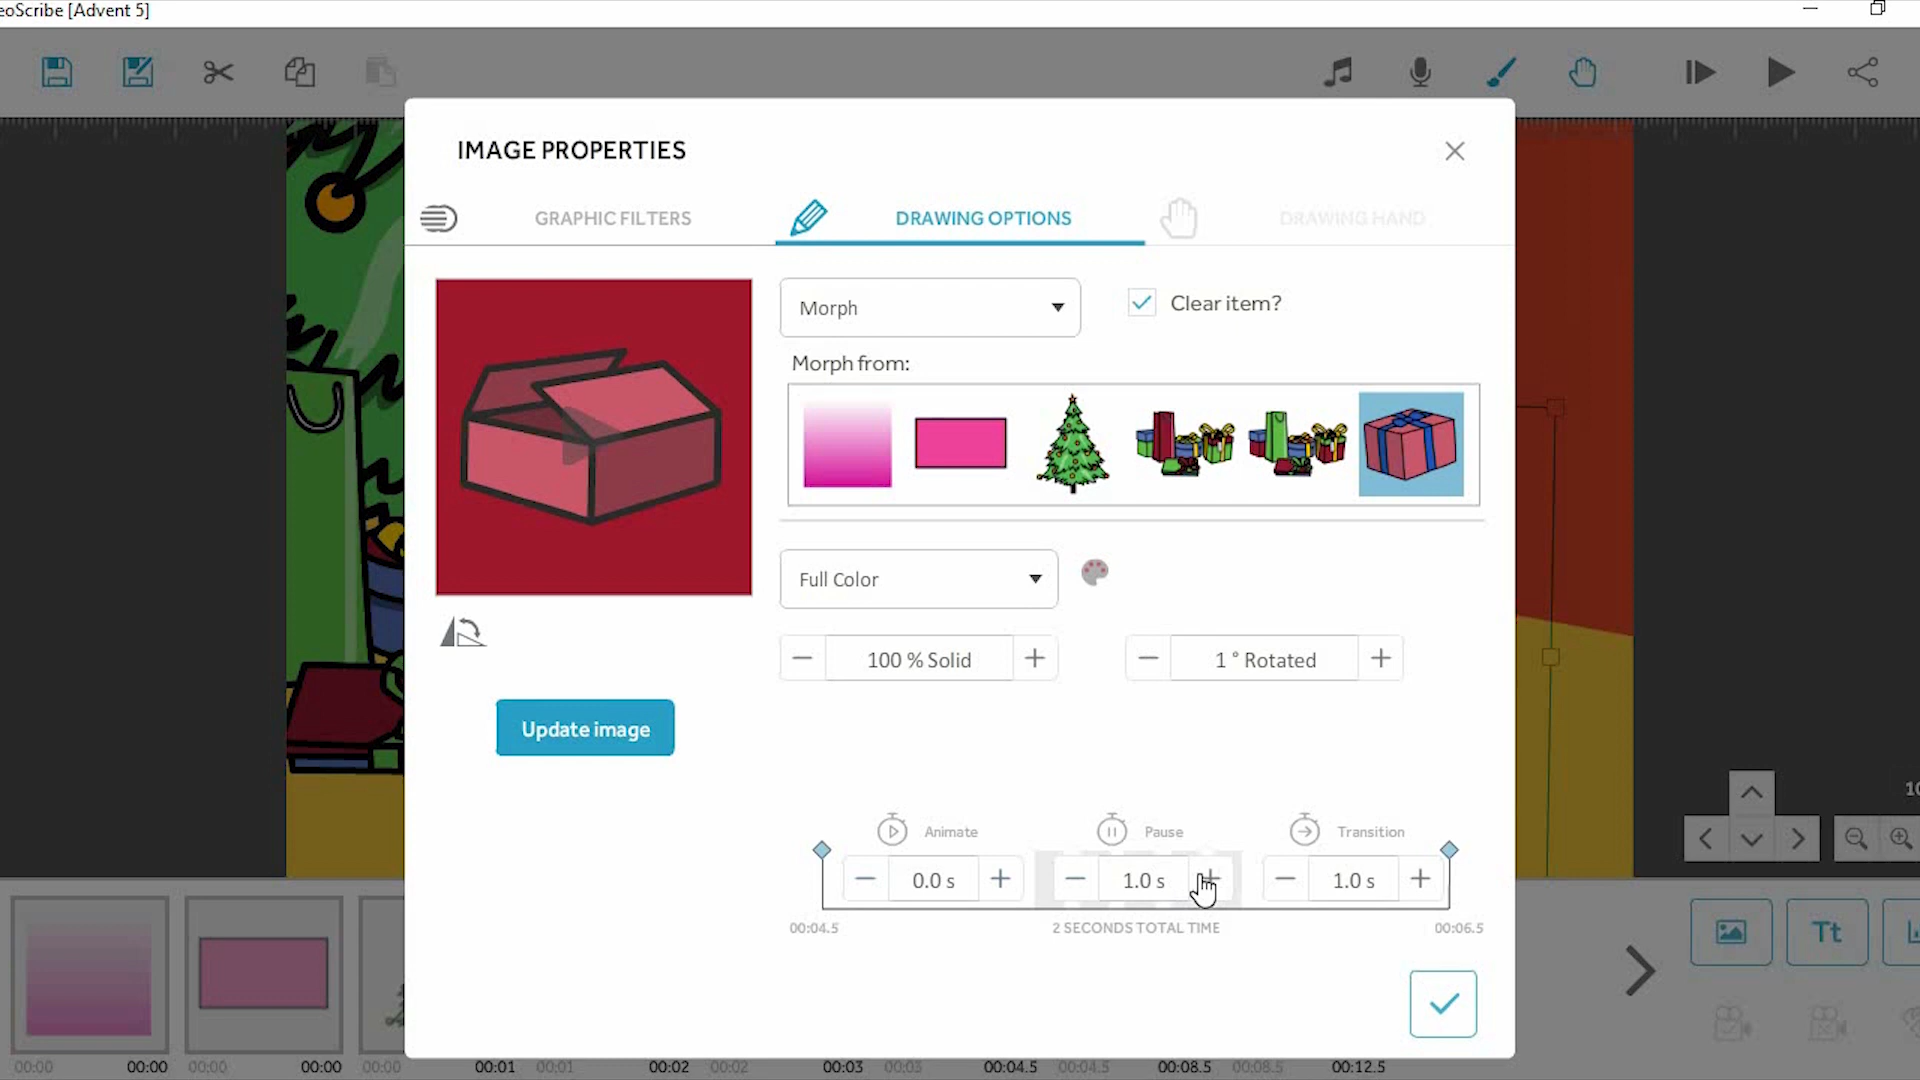 eoScribe [Advent 5]
IMAGE PROPERTIES
GRAPHIC FILTERS
DRAWING OPTIONS
DRAWING HAND
Morph
Clear item?
Morph from:
Full Color
100 % Solid
1 ° Rotated
Update image
Animate
Pause
Transition
0.0 s
1.0 s
1.0 s
00:04.5
2 SECONDS TOTAL TIME
00:06.5
10
Tt
00:00 00:00 00:00 00:00 00:00 00:01 00:01 00:02 00:02 00:03 00:03 00:04.5 00:04.5 00:08.5 00:08.5 00:12.5